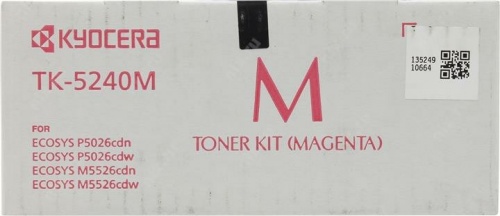 KYOCERA
TK-5240M
FOR
ECOSYS P5026cdn
ECOSYS P5026cdw
ECOSYS M5526cdn
ECOSYS M5526cdw
M
TONER KIT (MAGENTA)
135249
10664